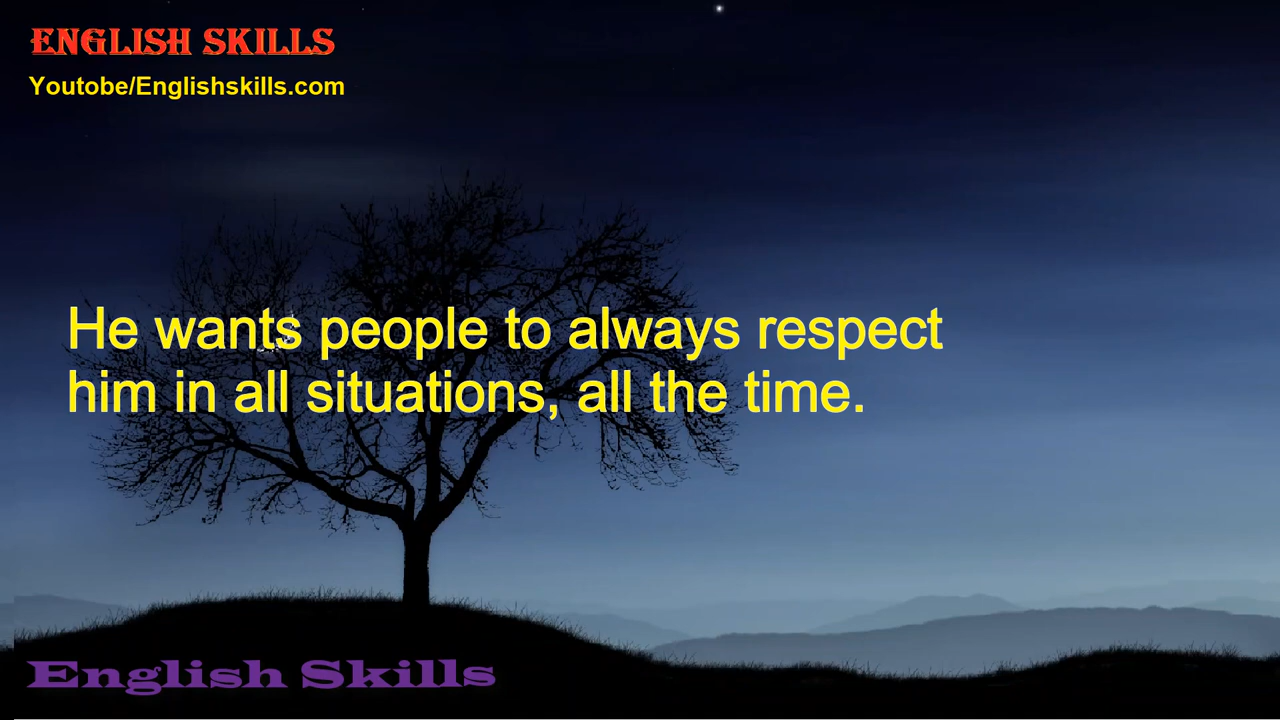 ENGLISH SKILLS
Youtobe/Englishskills.com
He wants people to always respect
him in all situations, all the time.
English Skills